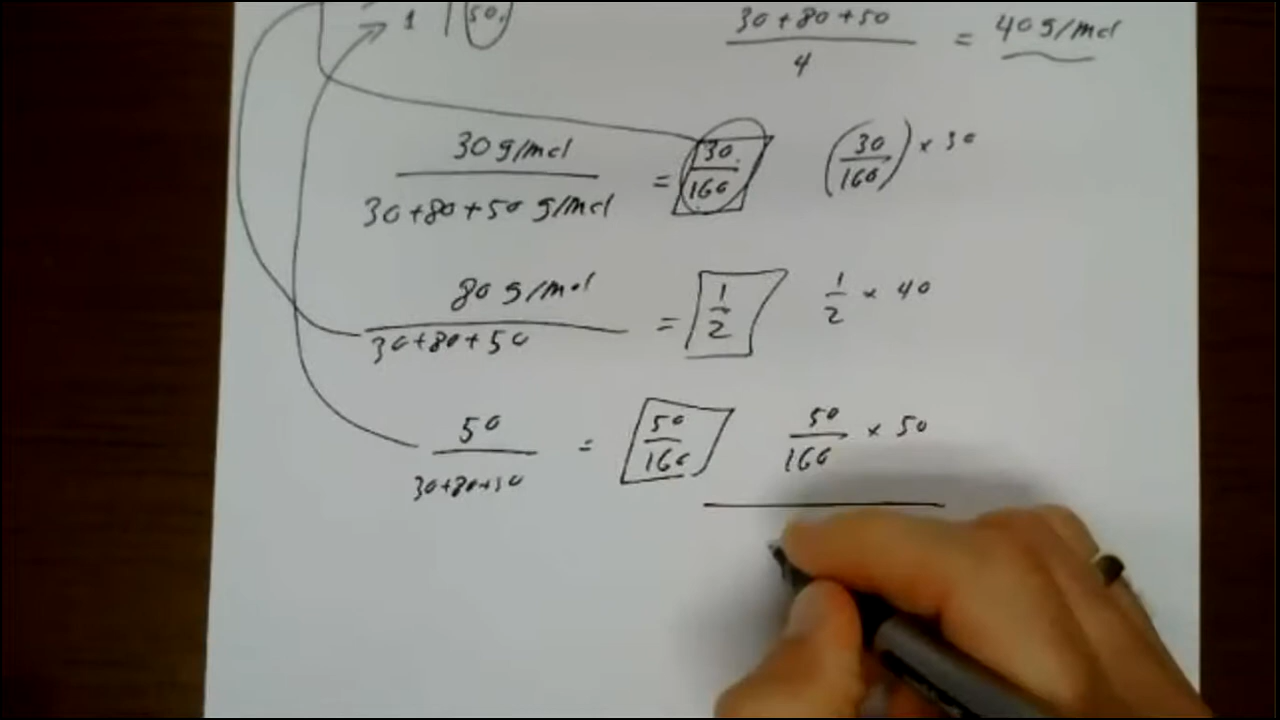 1 | 50.
30+80+50
4
= 40 g/mol
30 g/mol
30+80+50 g/mol
= 30
160
(30
160) × 30
80 g/mol
30+80+50
= 1
2
1
2 × 40
50
30+80+50
= 50
160
50
160 × 50